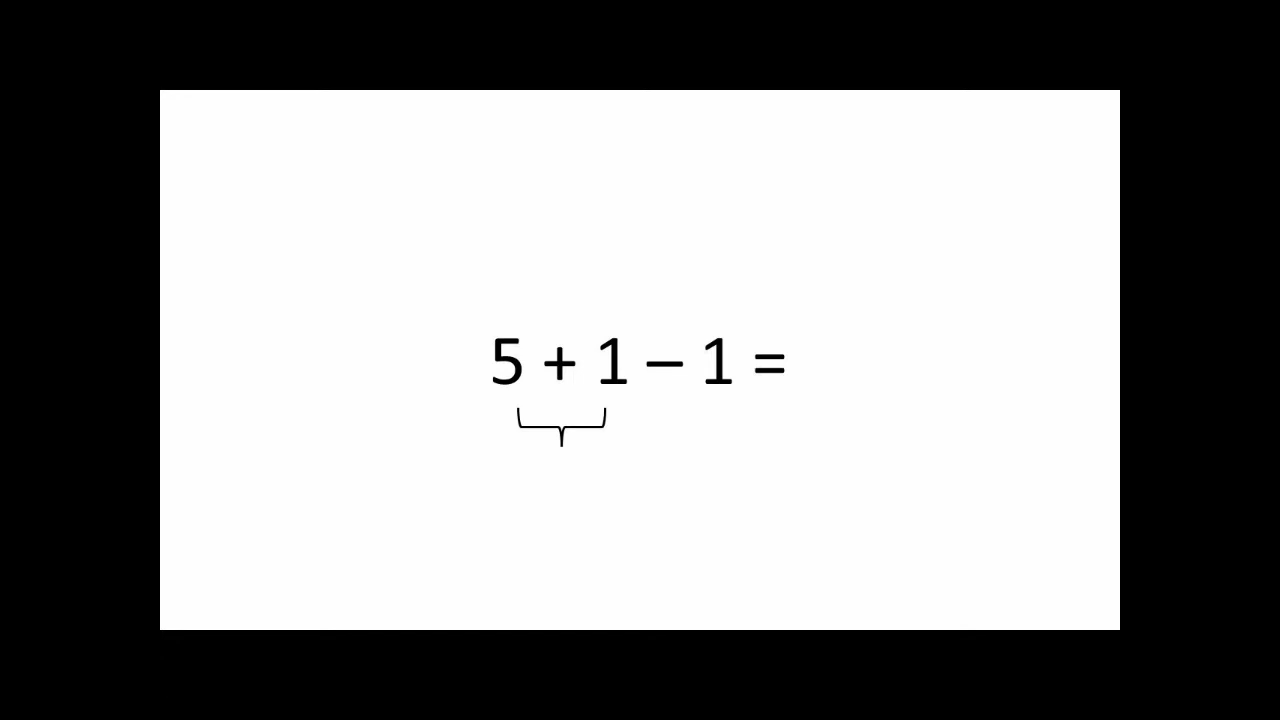 5 + 1 – 1 =